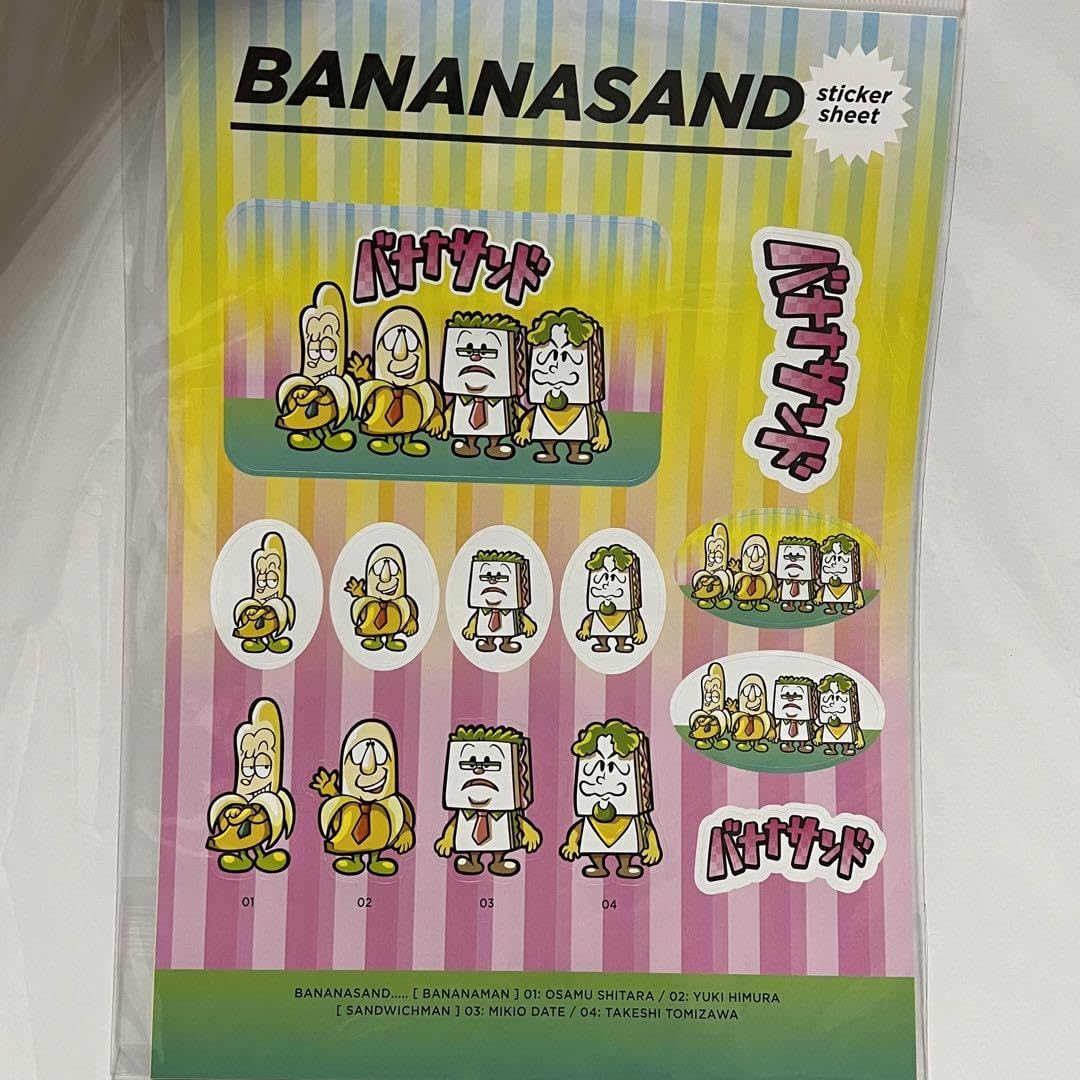 BANANASAND
sticker
sheet
バナナサンド
バナナサンド
バナナサンド
01
02
03
04
BANANASAND..... [ BANANAMAN ] 01: OSAMU SHITARA / 02: YUKI HIMURA
[ SANDWICHMAN ] 03: MIKIO DATE / 04: TAKESHI TOMIZAWA